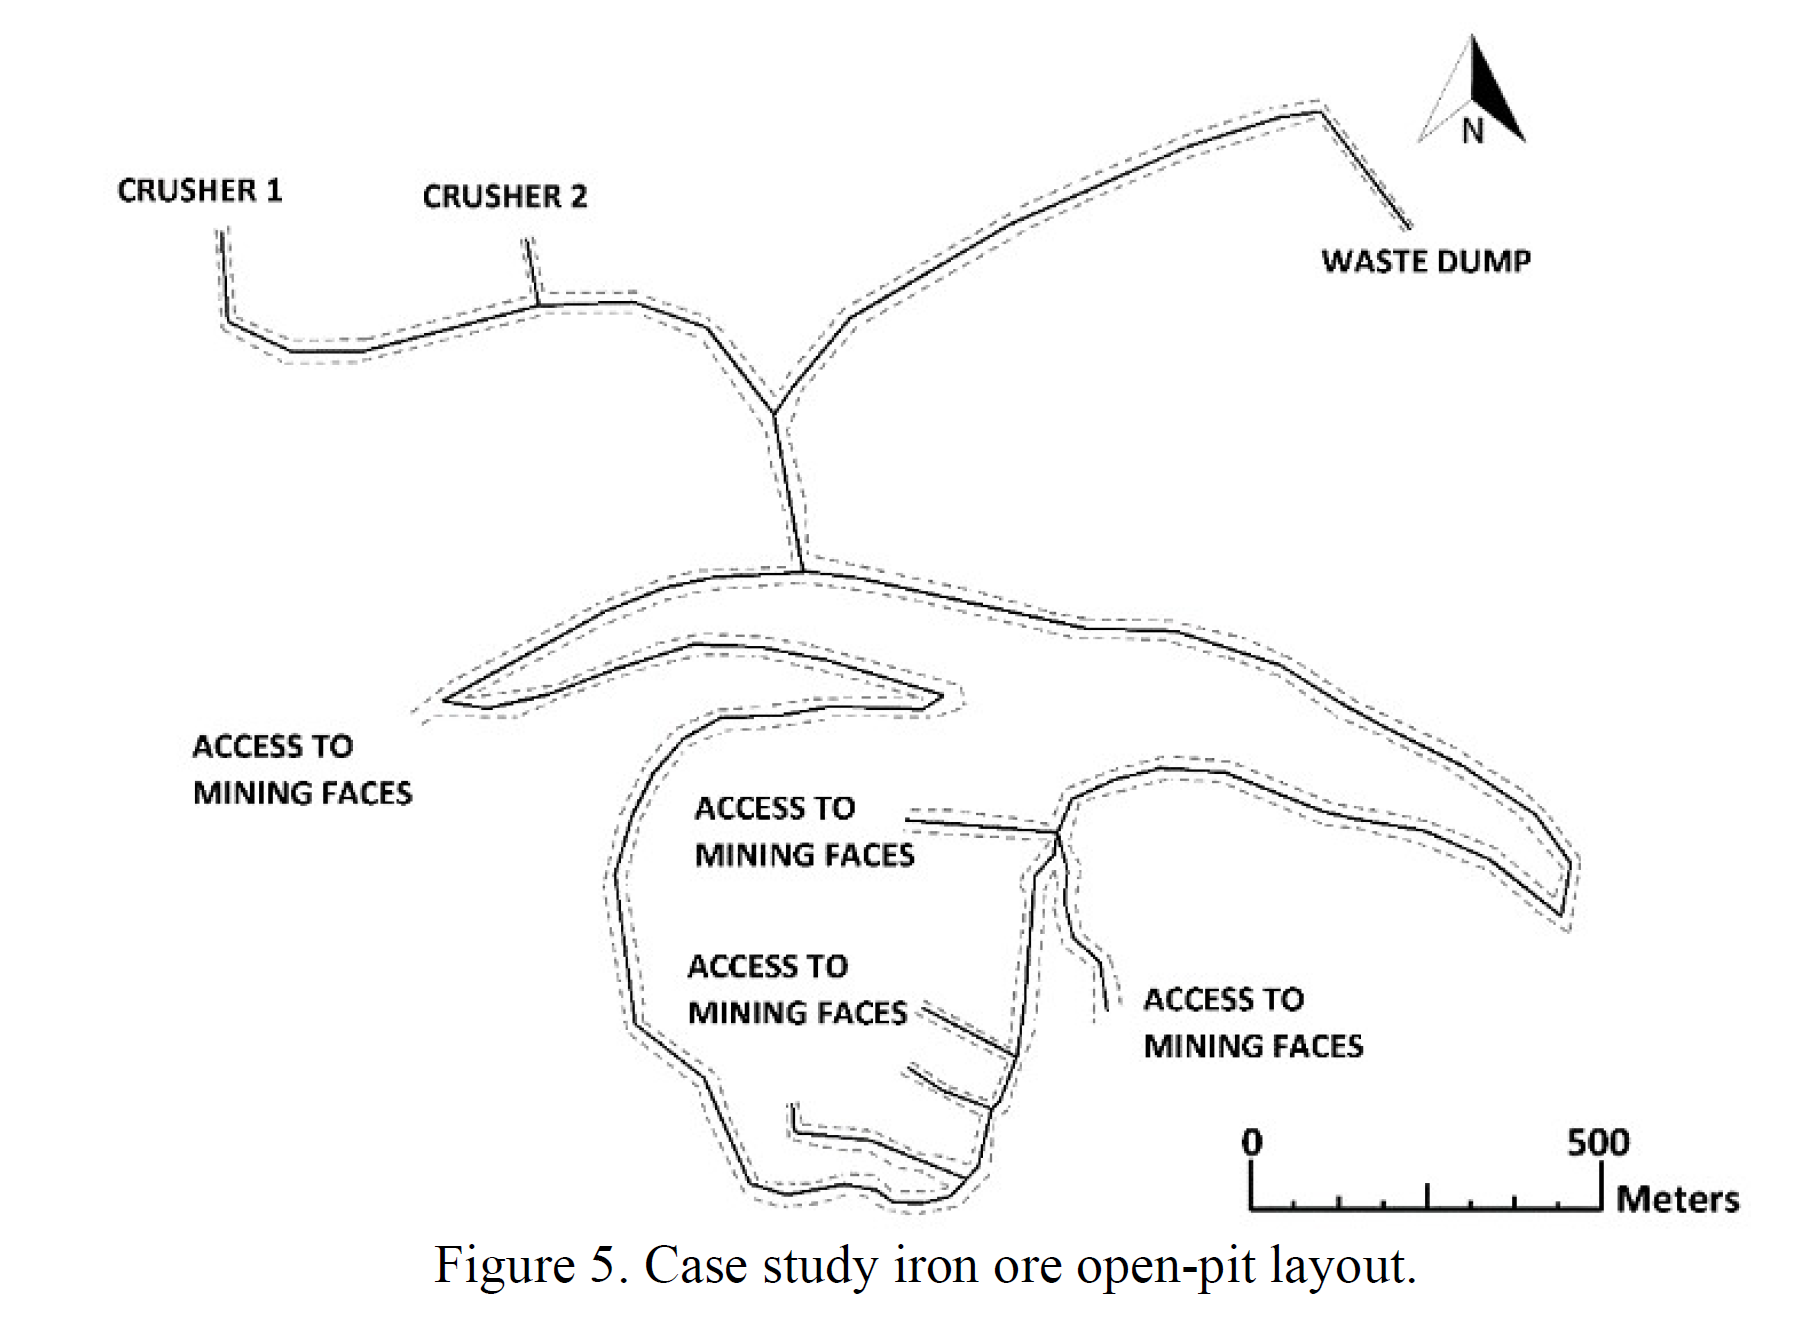 N
CRUSHER 1
CRUSHER 2
WASTE DUMP
ACCESS TO
MINING FACES
ACCESS TO
MINING FACES
ACCESS TO
MINING FACES
ACCESS TO
MINING FACES
0 500
Meters
Figure 5. Case study iron ore open-pit layout.